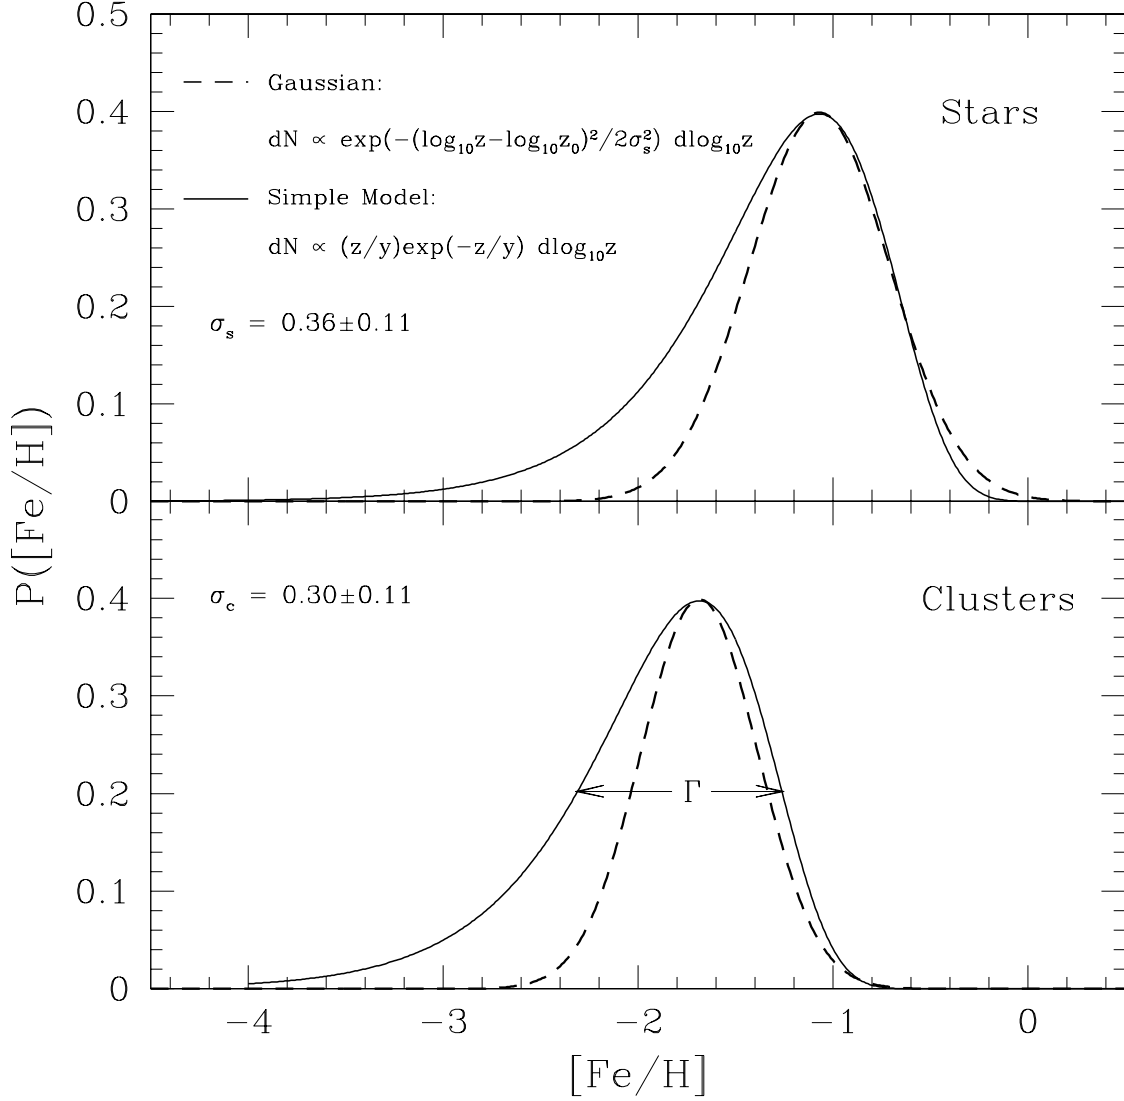 0.5
0.4
0.3
0.2
0.1
0
Gaussian:
dN ∝ exp(−(log₁₀z−log₁₀z₀)²/2σₛ²) dlog₁₀z
Simple Model:
dN ∝ (z/y)exp(−z/y) dlog₁₀z
σₛ = 0.36±0.11
Stars
P([Fe/H])
0.4
0.3
0.2
0.1
0
σ_c = 0.30±0.11
Clusters
Γ
−4 −3 −2 −1 0
[Fe/H]